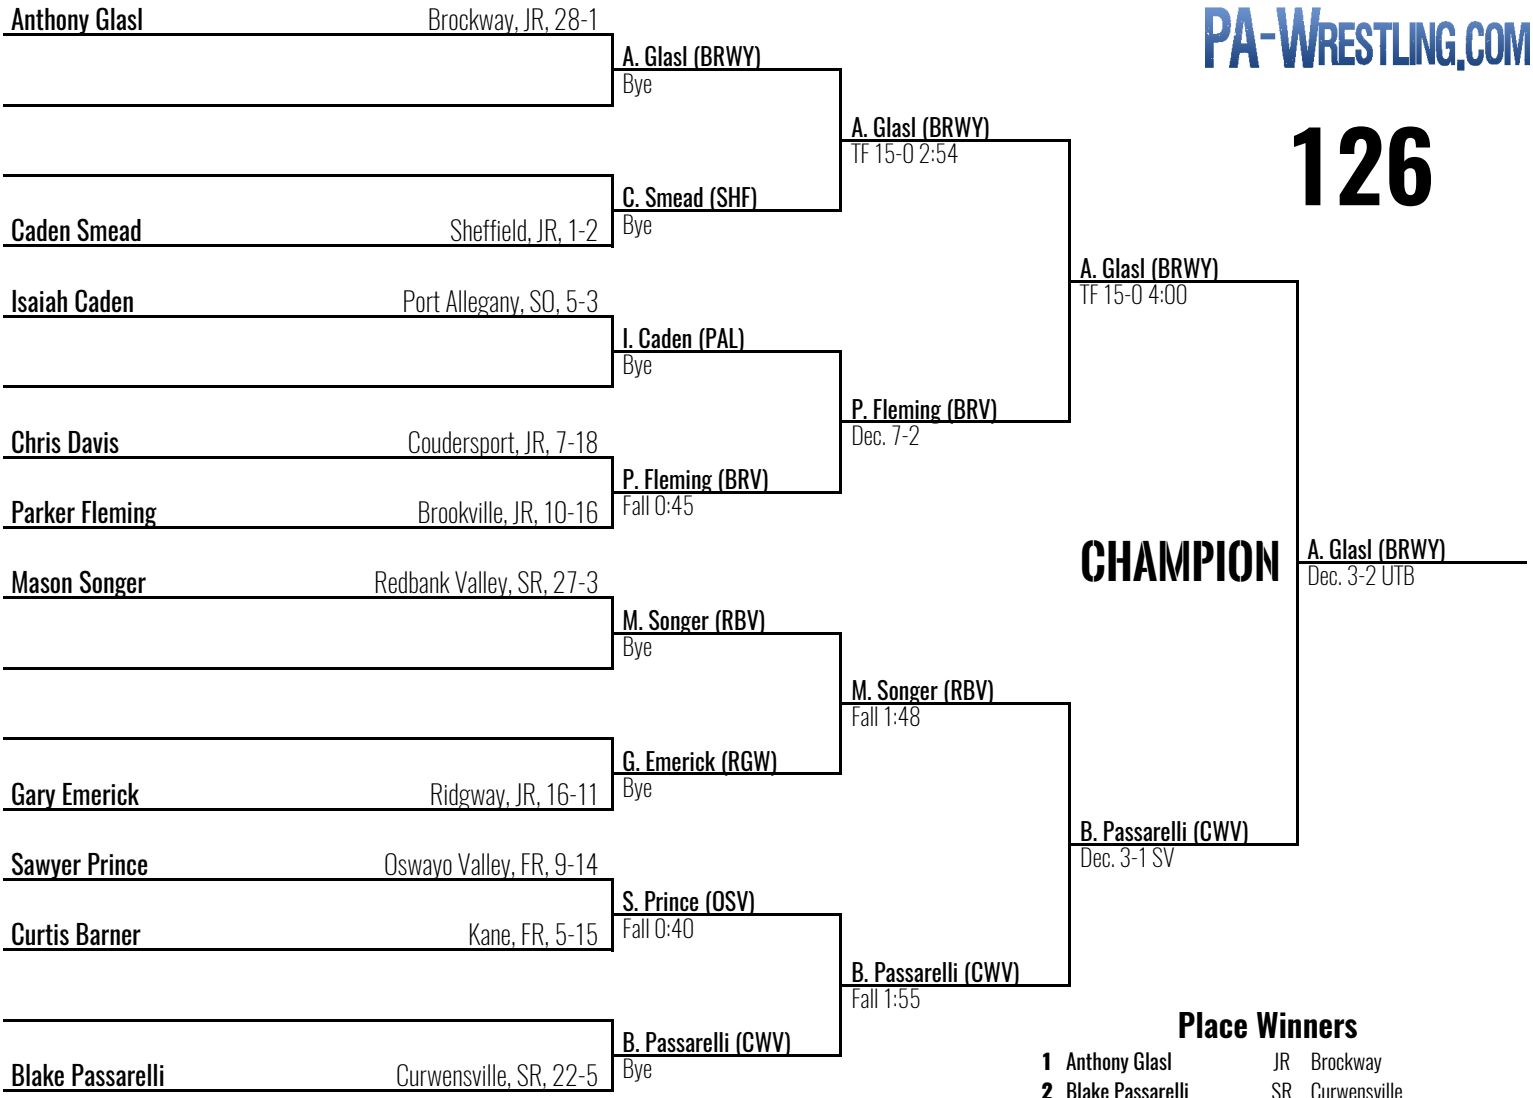 Anthony Glasl Brockway, JR, 28-1
PA-WRESTLING.COM
A. Glasl (BRWY)
Bye
126
A. Glasl (BRWY)
TF 15-0 2:54
C. Smead (SHF)
Bye
Caden Smead Sheffield, JR, 1-2
A. Glasl (BRWY)
TF 15-0 4:00
Isaiah Caden Port Allegany, SO, 5-3
I. Caden (PAL)
Bye
P. Fleming (BRV)
Dec. 7-2
Chris Davis Coudersport, JR, 7-18
P. Fleming (BRV)
Fall 0:45
Parker Fleming Brookville, JR, 10-16
CHAMPION
A. Glasl (BRWY)
Dec. 3-2 UTB
Mason Songer Redbank Valley, SR, 27-3
M. Songer (RBV)
Bye
M. Songer (RBV)
Fall 1:48
G. Emerick (RGW)
Bye
Gary Emerick Ridgway, JR, 16-11
B. Passarelli (CWV)
Dec. 3-1 SV
Sawyer Prince Oswayo Valley, FR, 9-14
S. Prince (OSV)
Fall 0:40
Curtis Barner Kane, FR, 5-15
B. Passarelli (CWV)
Fall 1:55
B. Passarelli (CWV)
Bye
Blake Passarelli Curwensville, SR, 22-5
Place Winners
1 Anthony Glasl JR Brockway
2 Blake Passarelli SR Curwensville